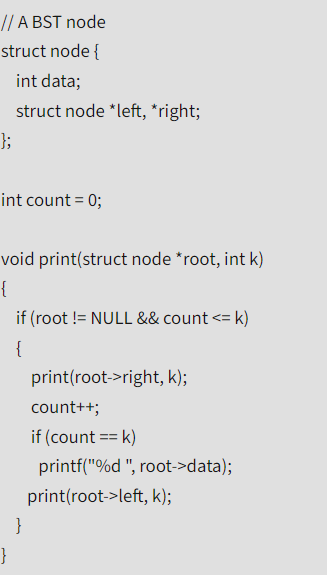 // A BST node
struct node {
    int data;
    struct node *left, *right;
};

int count = 0;

void print(struct node *root, int k)
{
    if (root != NULL && count <= k)
    {
        print(root->right, k);
        count++;
        if (count == k)
          printf("%d ", root->data);
       print(root->left, k);
    }
}